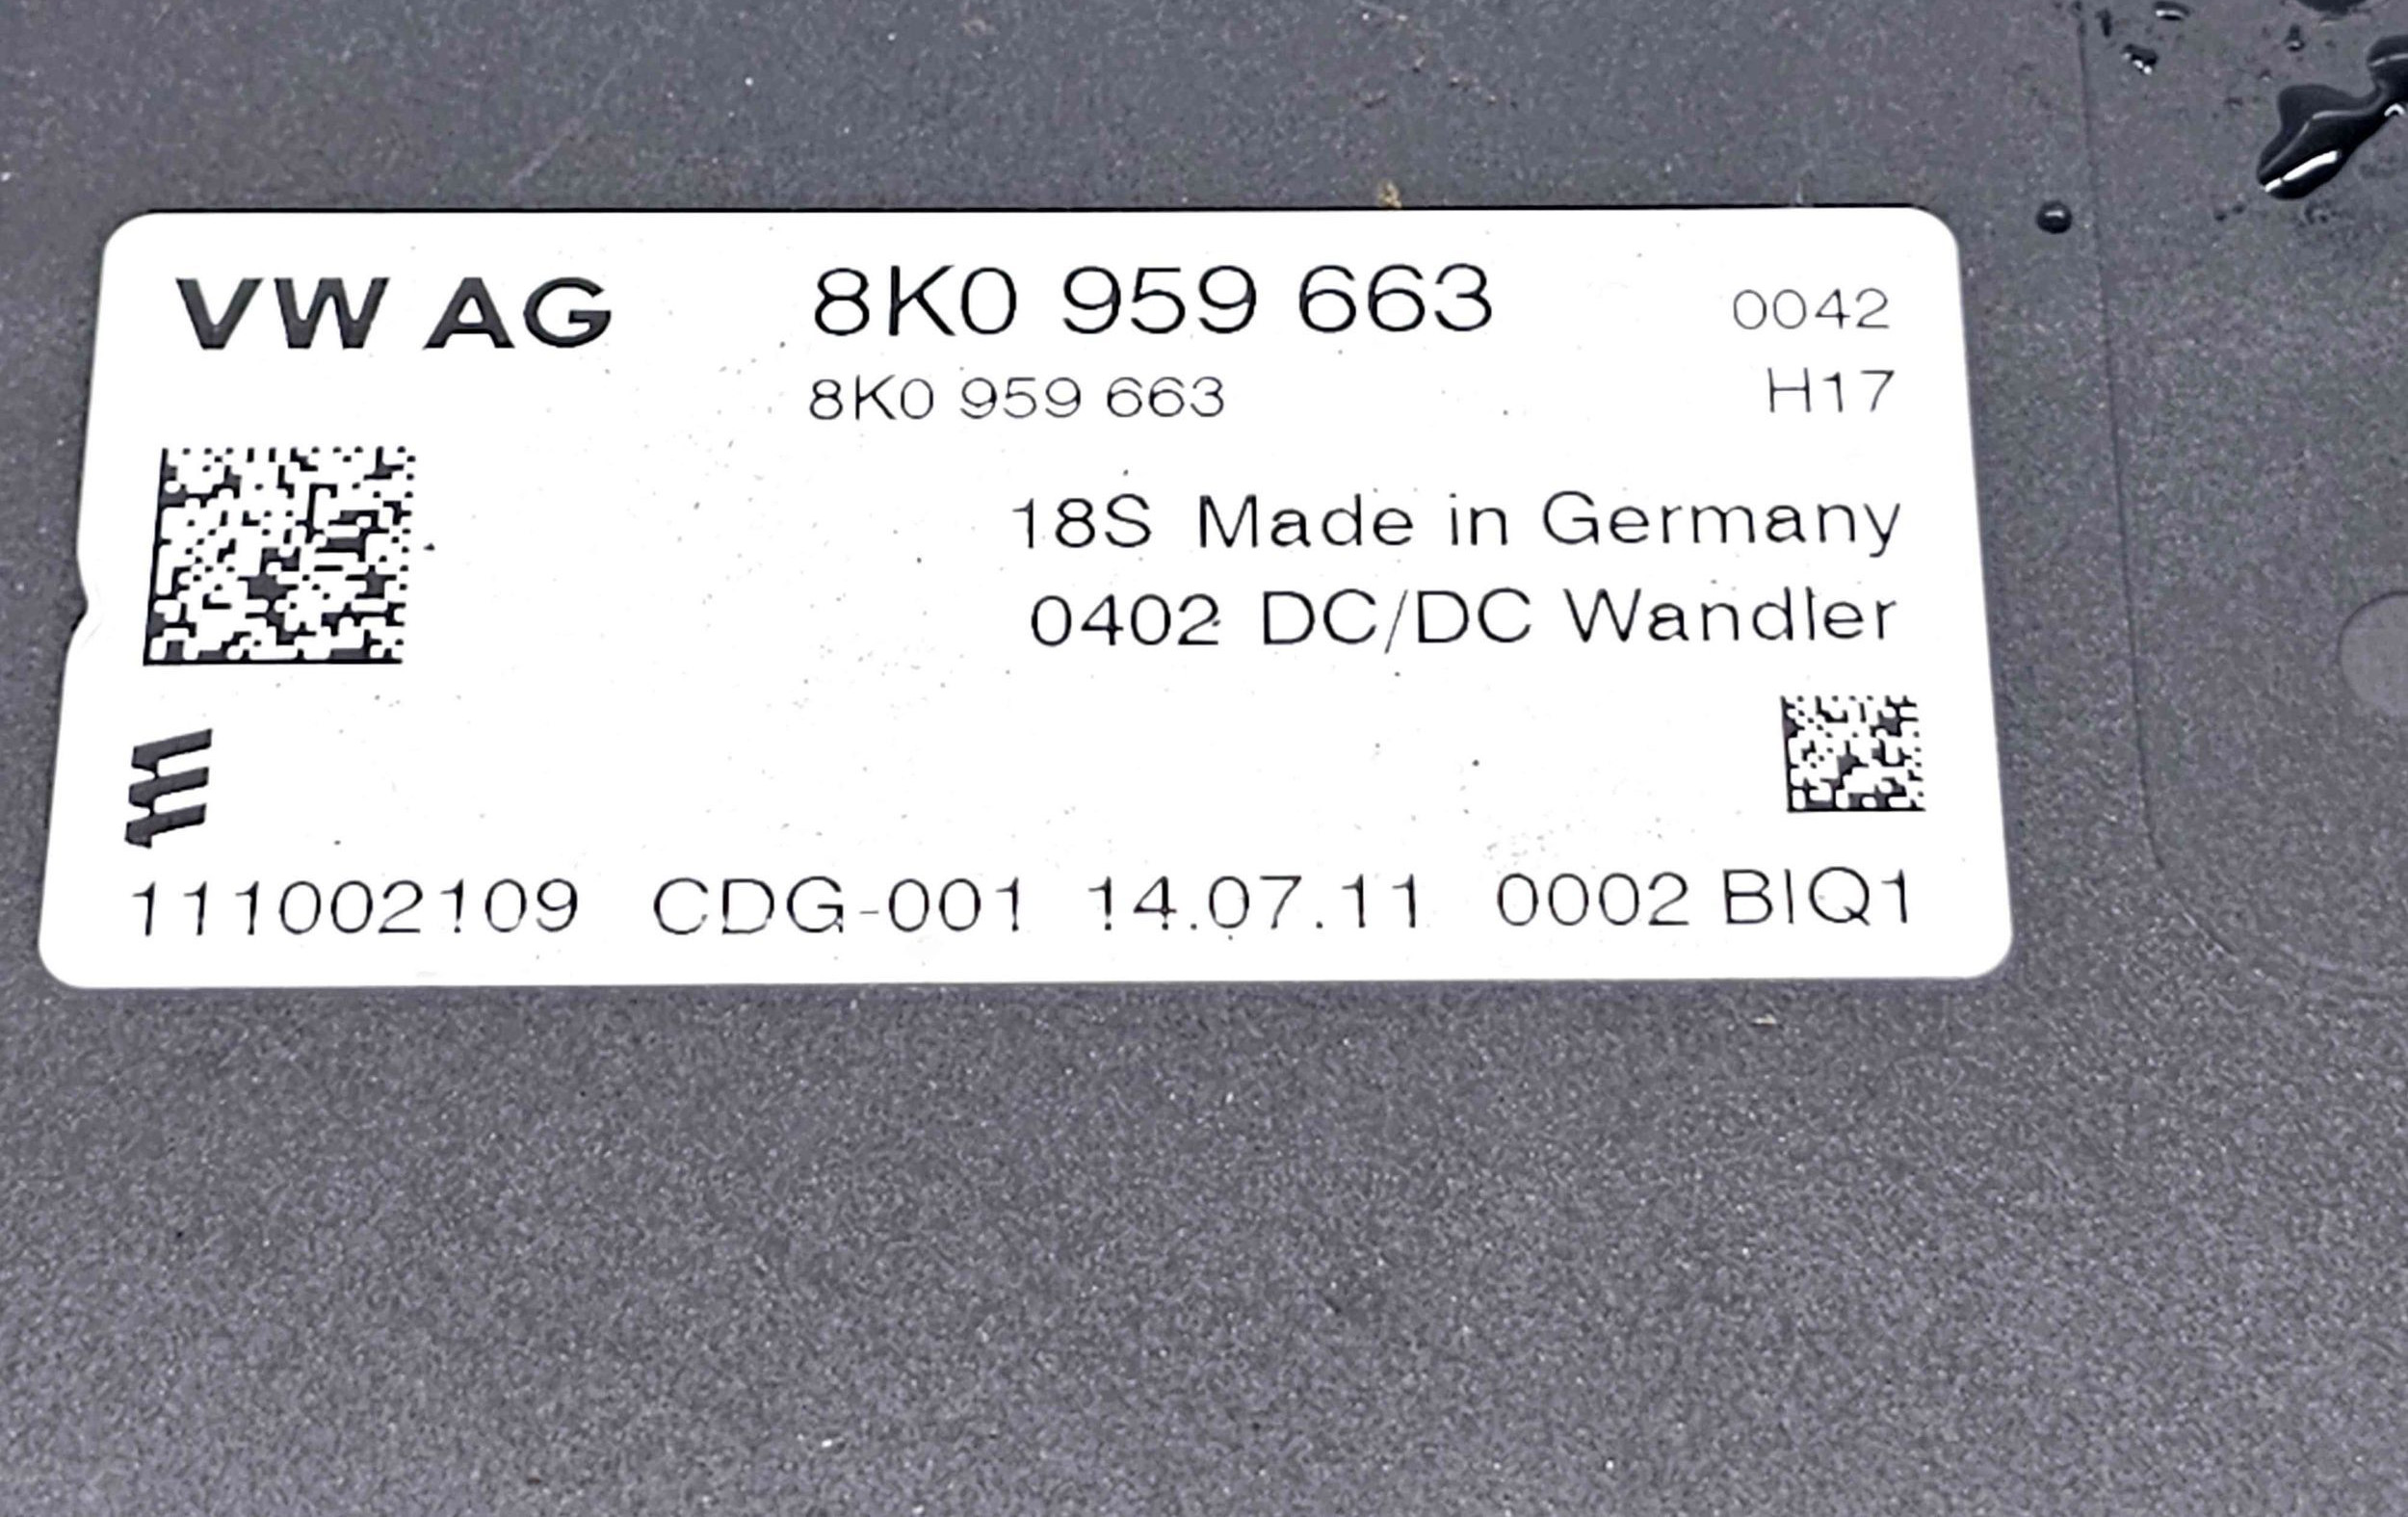 VW AG 8K0 959 663 0042
8K0 959 663 H17
18S Made in Germany
0402 DC/DC Wandler
111002109 CDG-001 14.07.11 0002 BIQ1